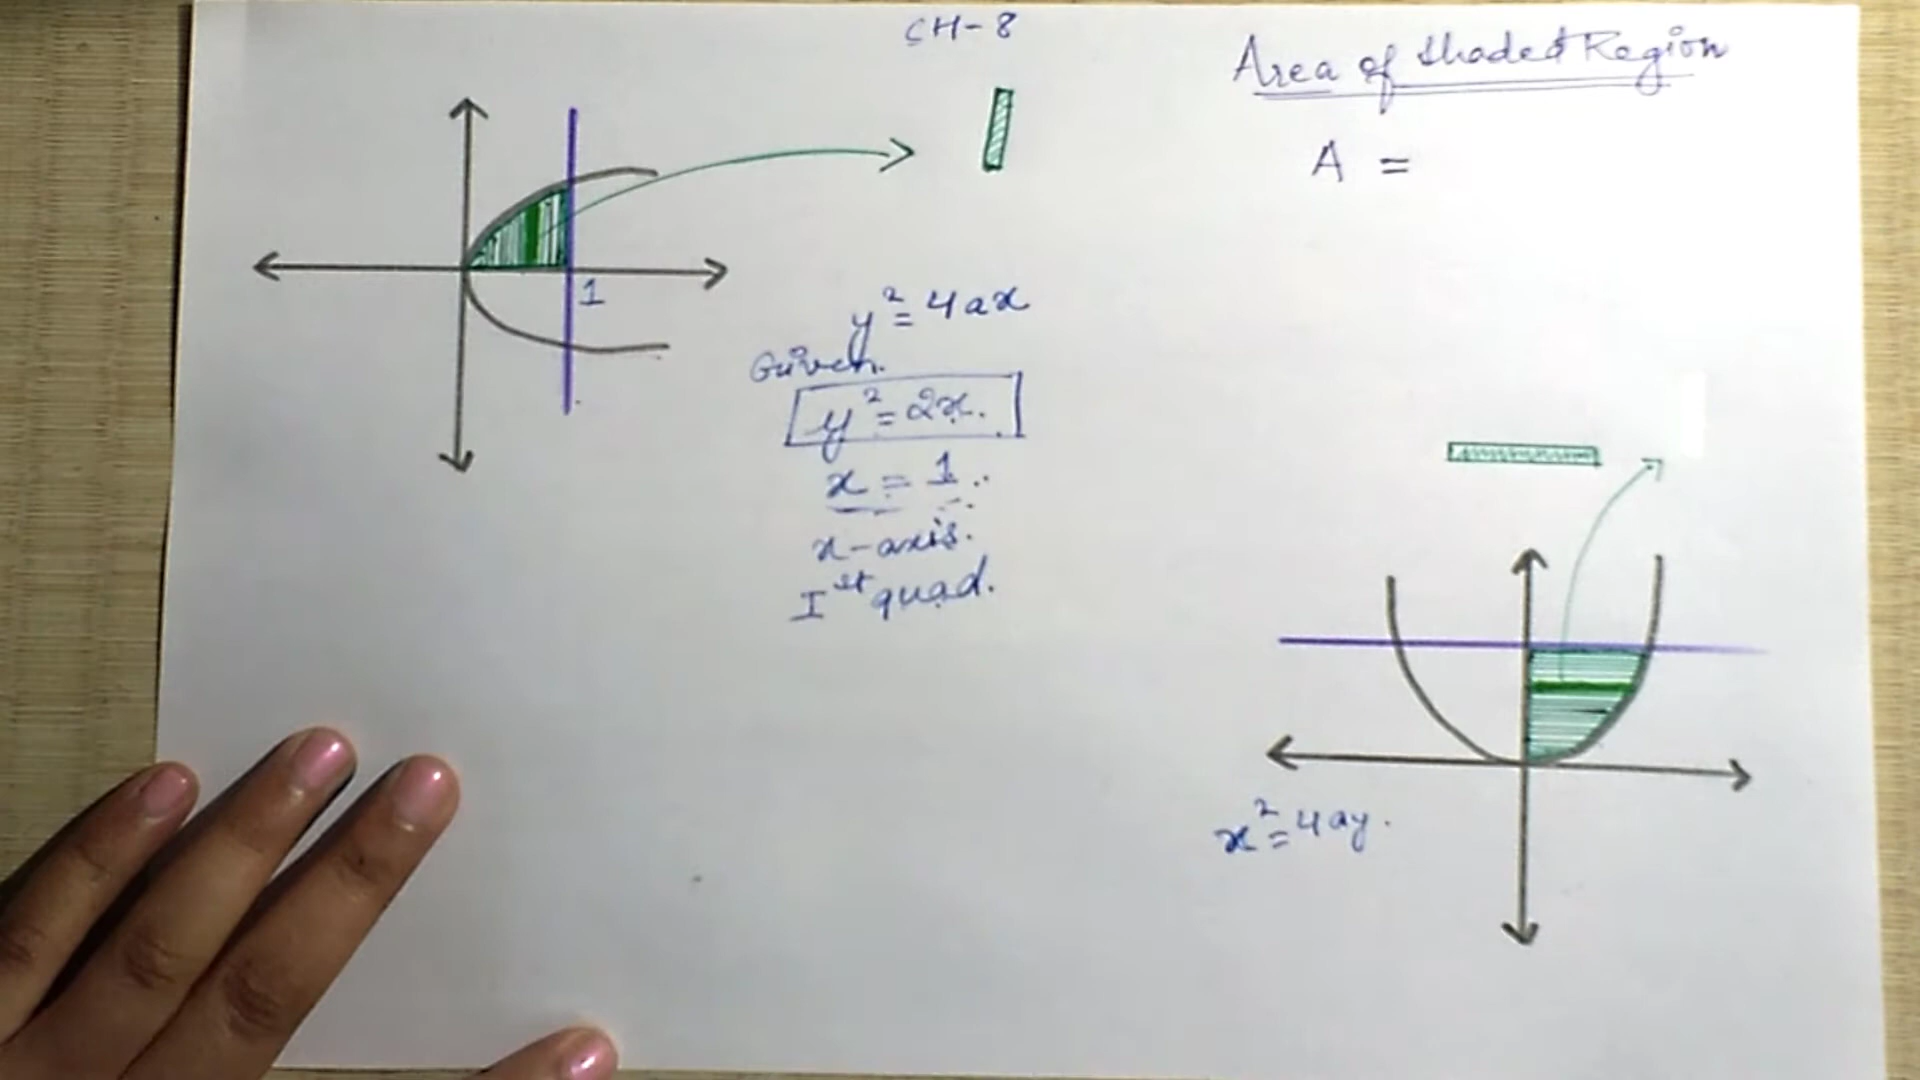 CH-8
Area of shaded Region
A =
1
y² = 4ax
Given.
y² = 2x.
x = 1.
x-axis.
Iˢᵗ quad.
x² = 4ay.